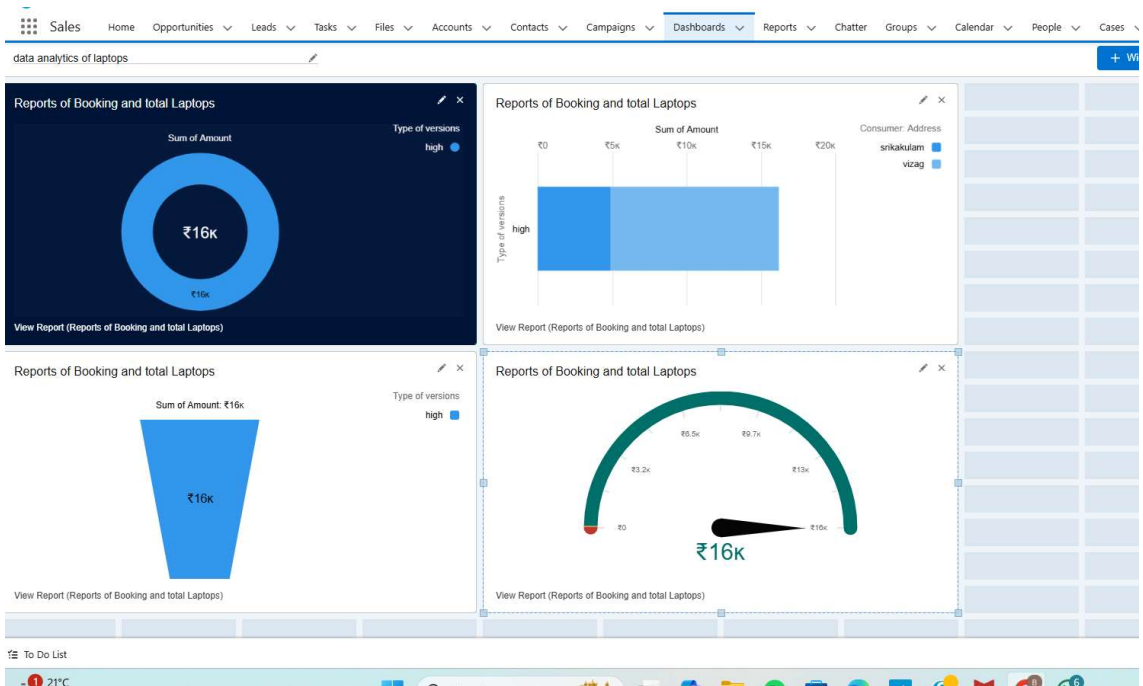 Sales Home Opportunities Leads Tasks Files Accounts Contacts Campaigns Dashboards Reports Chatter Groups Calendar People Cases
data analytics of laptops
+ Wi
Reports of Booking and total Laptops
Type of versions
high
Sum of Amount
₹16K
₹16K
View Report (Reports of Booking and total Laptops)
Reports of Booking and total Laptops
Sum of Amount
₹0 ₹5K ₹10K ₹15K ₹20K
Consumer: Address
srikakulam
vizag
Type of versions
high
View Report (Reports of Booking and total Laptops)
Reports of Booking and total Laptops
Type of versions
high
Sum of Amount: ₹16K
₹16K
View Report (Reports of Booking and total Laptops)
Reports of Booking and total Laptops
₹0 ₹3.2K ₹6.5K ₹9.7K ₹13K ₹16K
₹16K
View Report (Reports of Booking and total Laptops)
To Do List
1 21°C
8
6